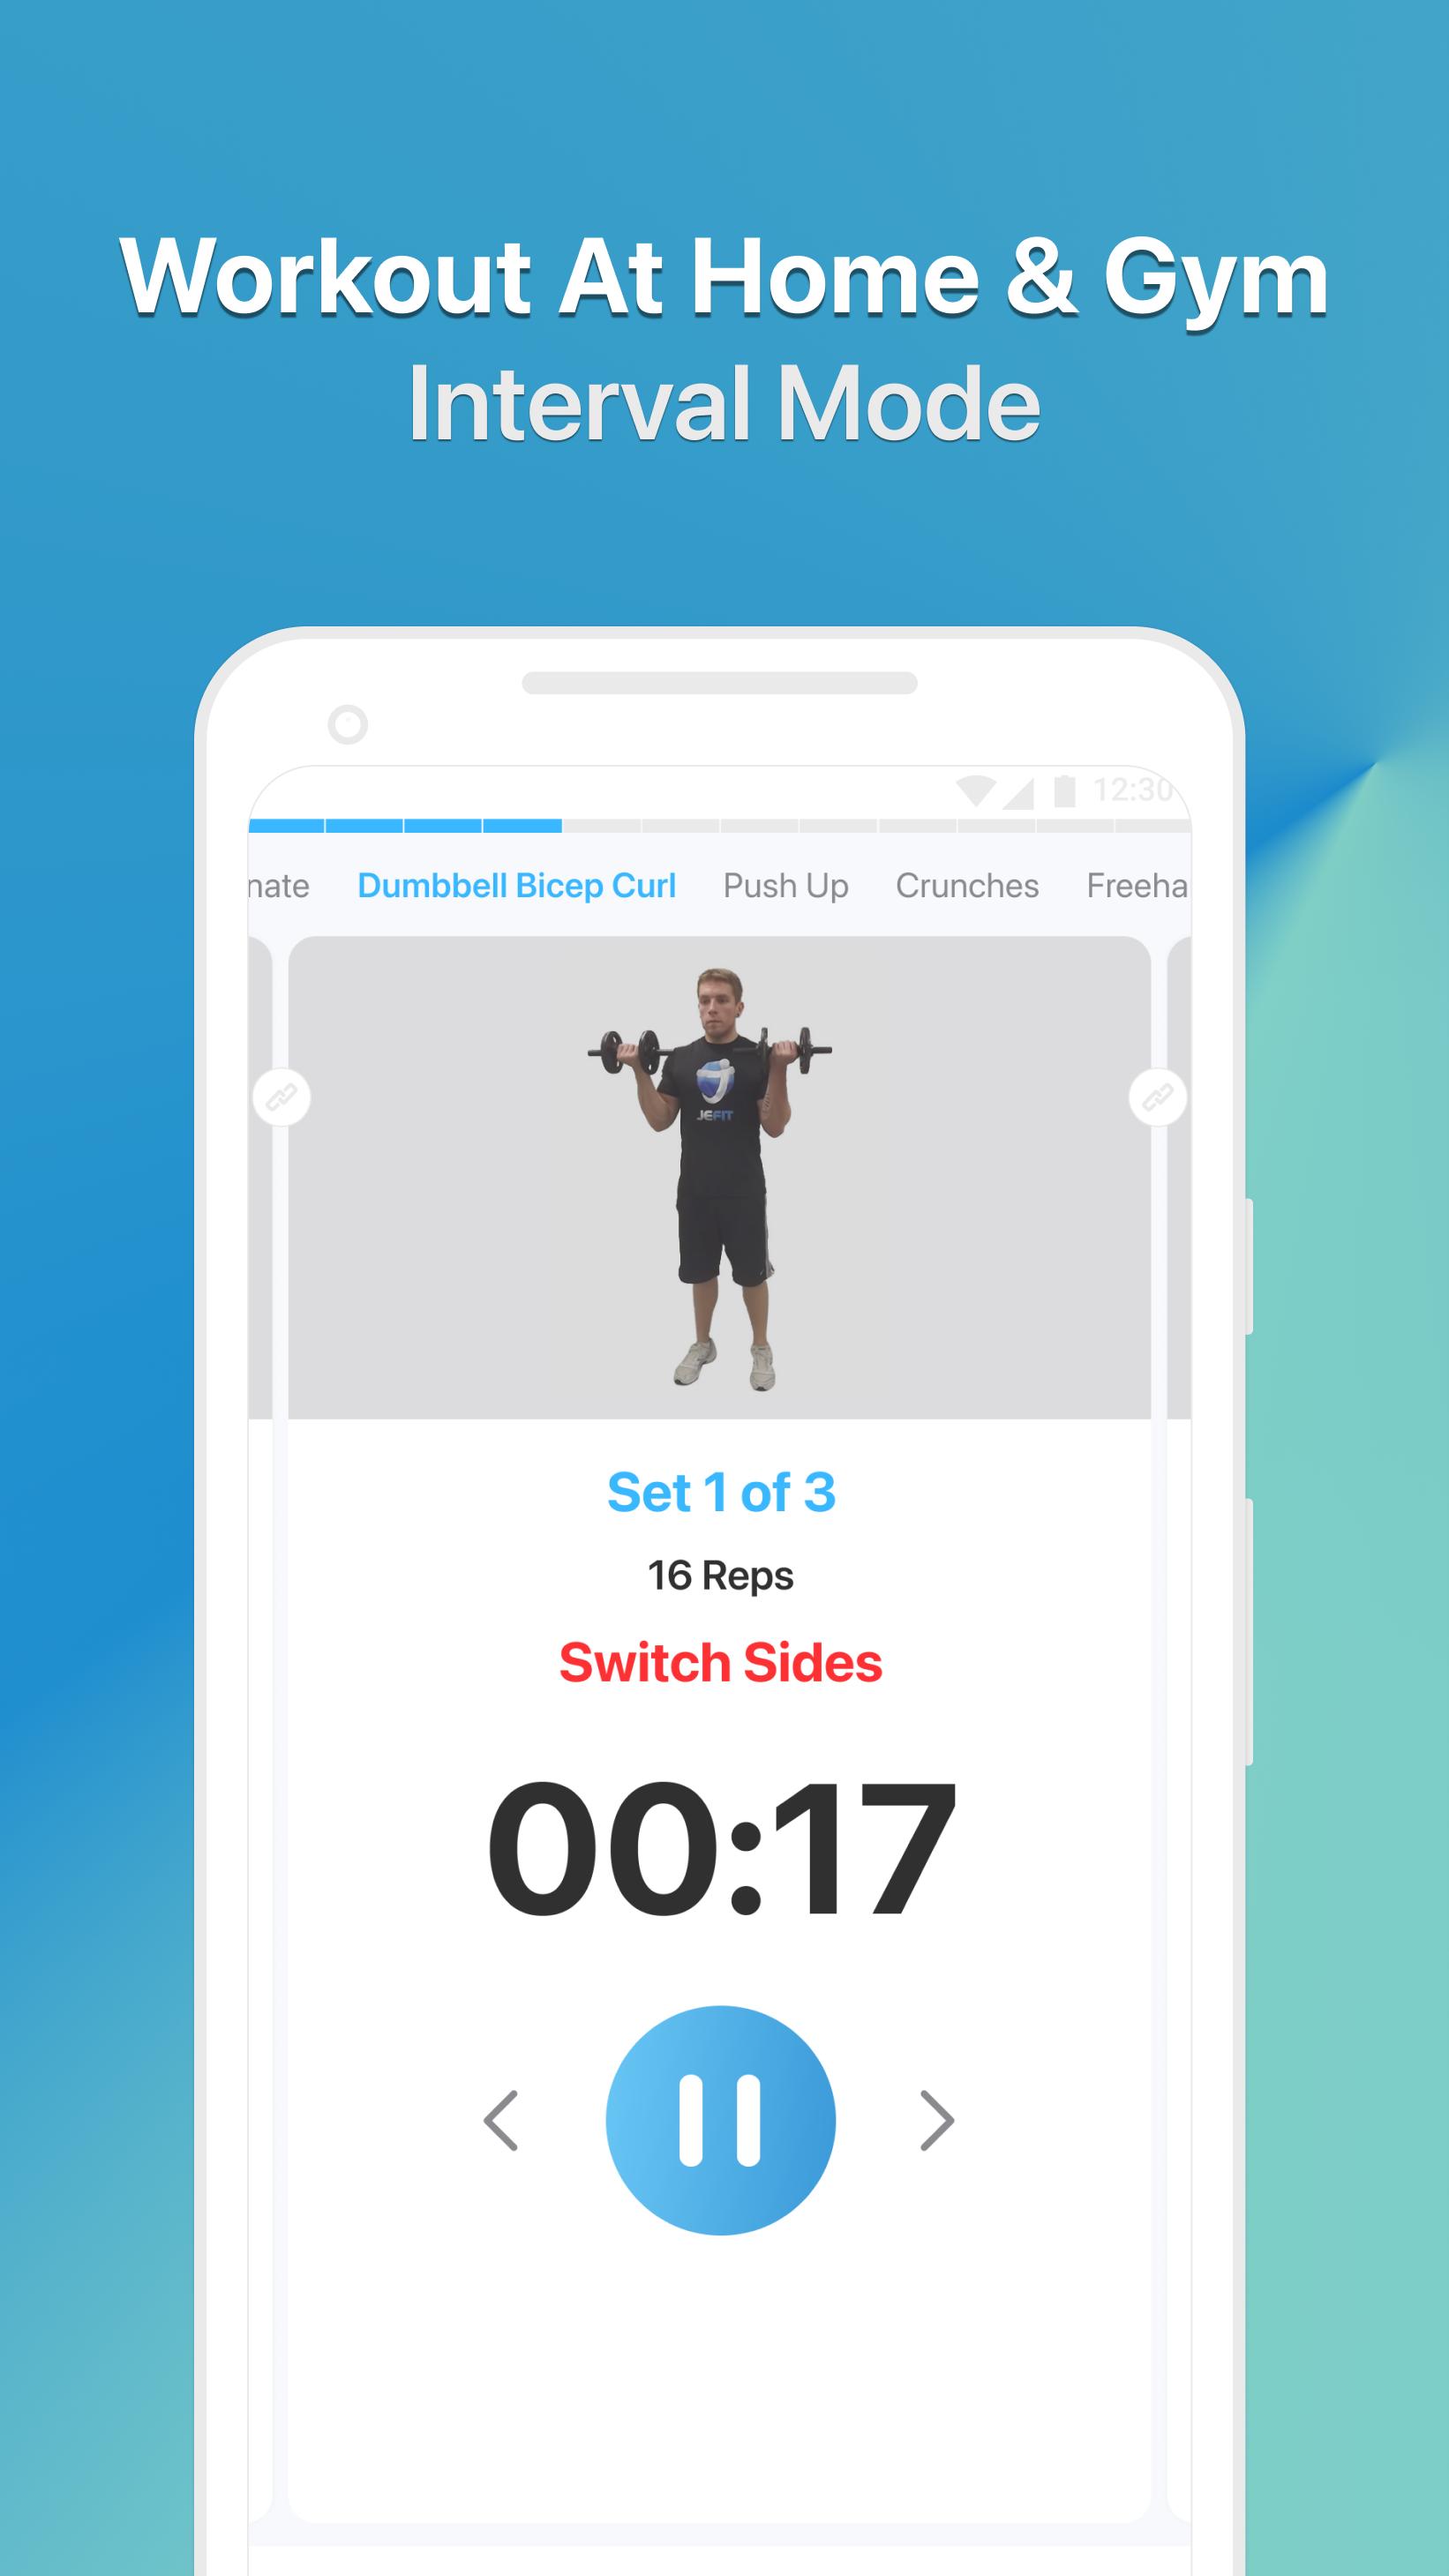 Workout At Home & Gym
Interval Mode
12:30
nate Dumbbell Bicep Curl Push Up Crunches Freeha
JEFIT
Set 1 of 3
16 Reps
Switch Sides
00:17